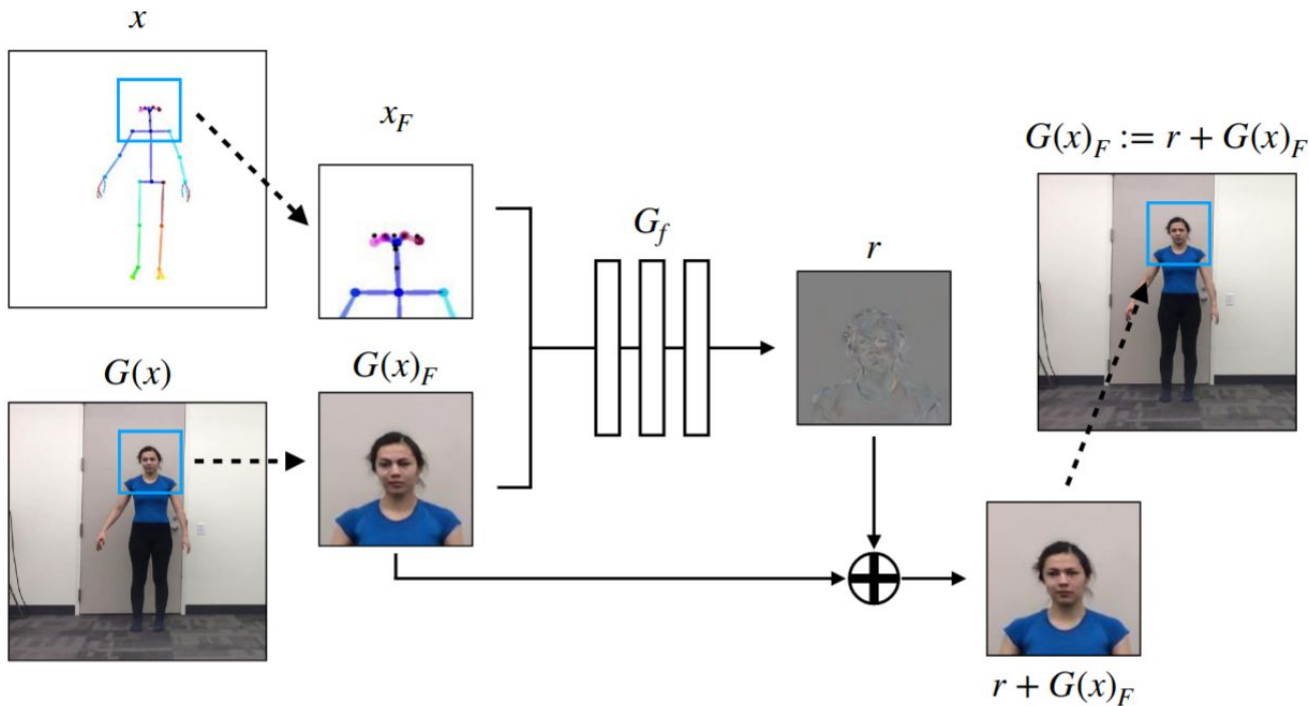 x
x_F
G(x)_F := r + G(x)_F
G_f
r
G(x)
G(x)_F
r + G(x)_F